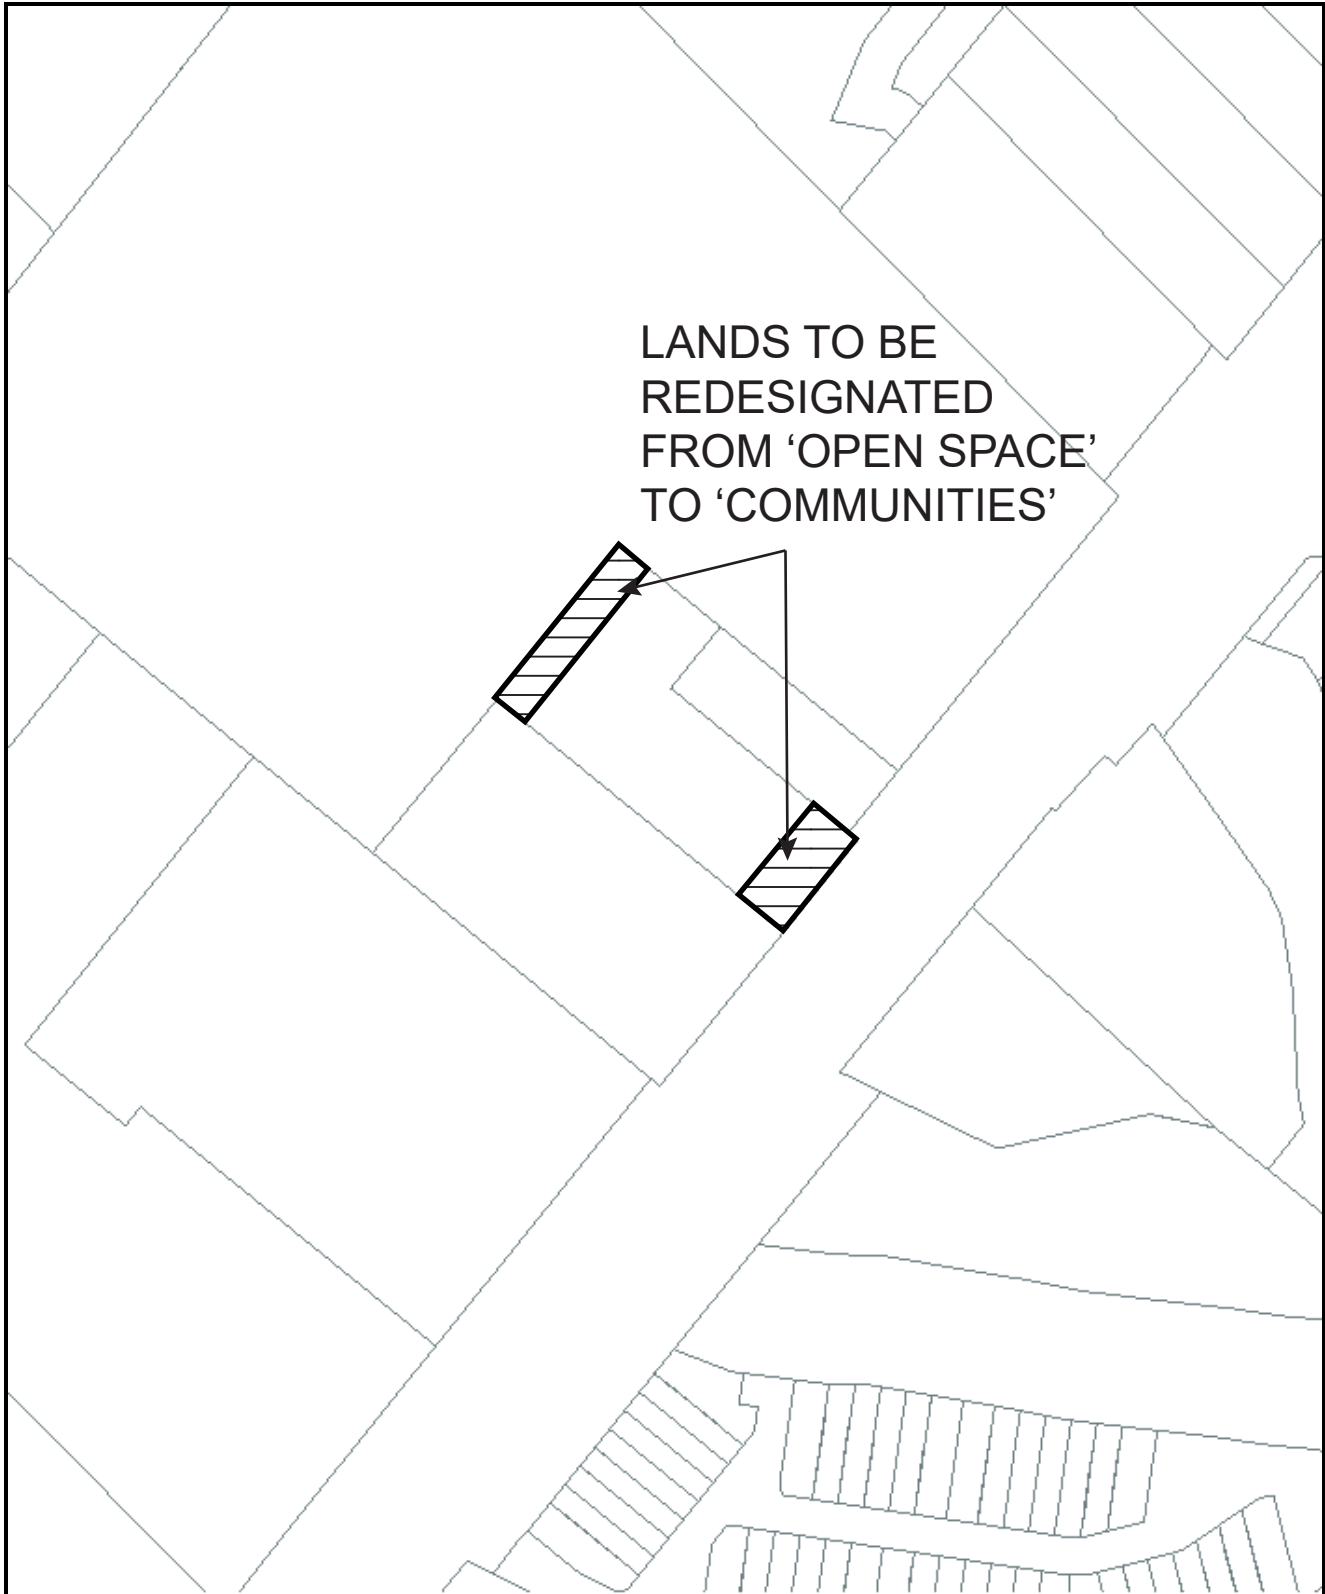 LANDS TO BE
REDESIGNATED
FROM ‘OPEN SPACE’
TO ‘COMMUNITIES’